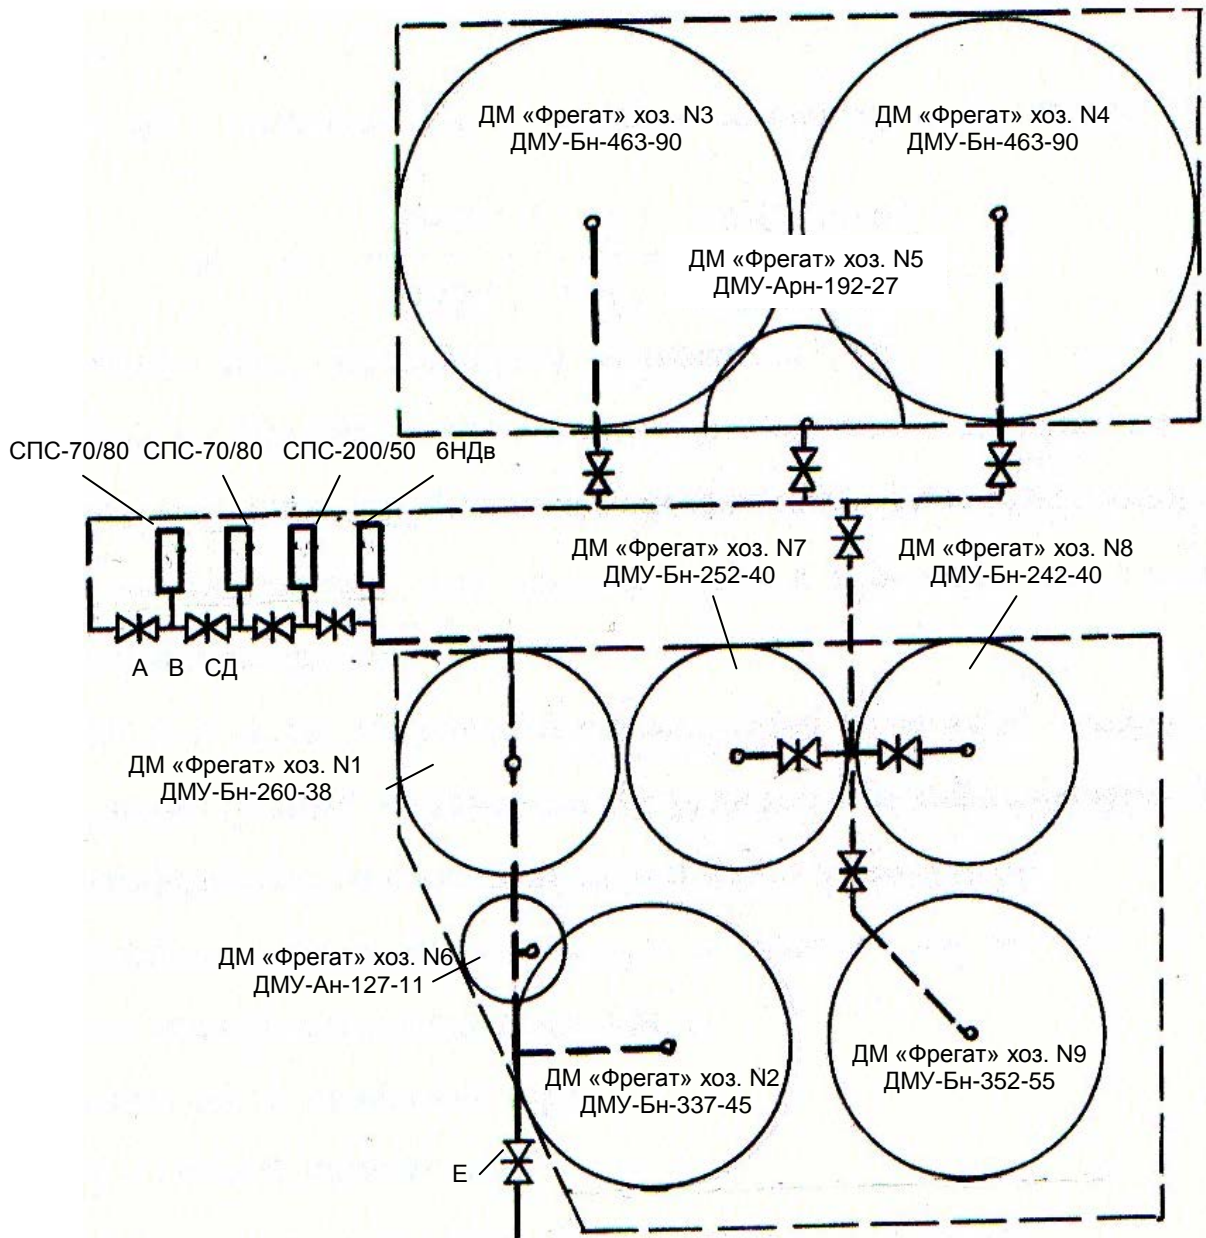 ДМ «Фрегат» хоз. N3
ДМУ-Бн-463-90
ДМ «Фрегат» хоз. N4
ДМУ-Бн-463-90
ДМ «Фрегат» хоз. N5
ДМУ-Арн-192-27
СПС-70/80 СПС-70/80 СПС-200/50 6НДв
ДМ «Фрегат» хоз. N7
ДМУ-Бн-252-40
ДМ «Фрегат» хоз. N8
ДМУ-Бн-242-40
А В СД
ДМ «Фрегат» хоз. N1
ДМУ-Бн-260-38
ДМ «Фрегат» хоз. N6
ДМУ-Ан-127-11
ДМ «Фрегат» хоз. N2
ДМУ-Бн-337-45
ДМ «Фрегат» хоз. N9
ДМУ-Бн-352-55
Е